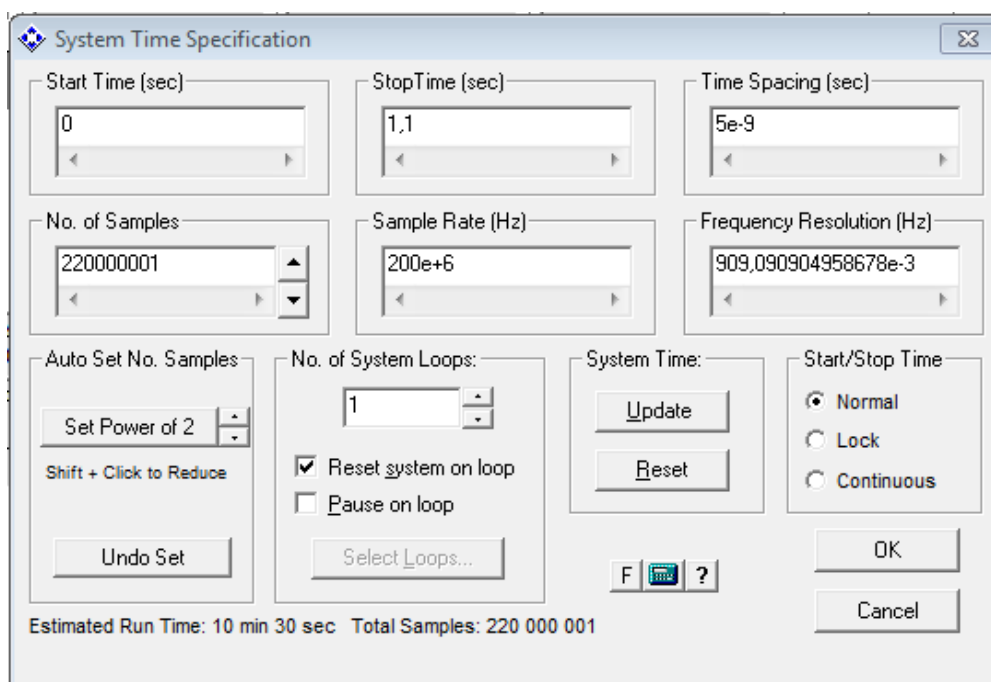 System Time Specification
Start Time (sec)
StopTime (sec)
Time Spacing (sec)
0
1,1
5e-9
No. of Samples
Sample Rate (Hz)
Frequency Resolution (Hz)
220000001
200e+6
909,090904958678e-3
Auto Set No. Samples
No. of System Loops:
System Time:
Start/Stop Time
Set Power of 2
1
Update
Normal
Shift + Click to Reduce
Reset system on loop
Reset
Lock
Pause on loop
Continuous
Undo Set
Select Loops...
F
?
OK
Cancel
Estimated Run Time: 10 min 30 sec Total Samples: 220 000 001